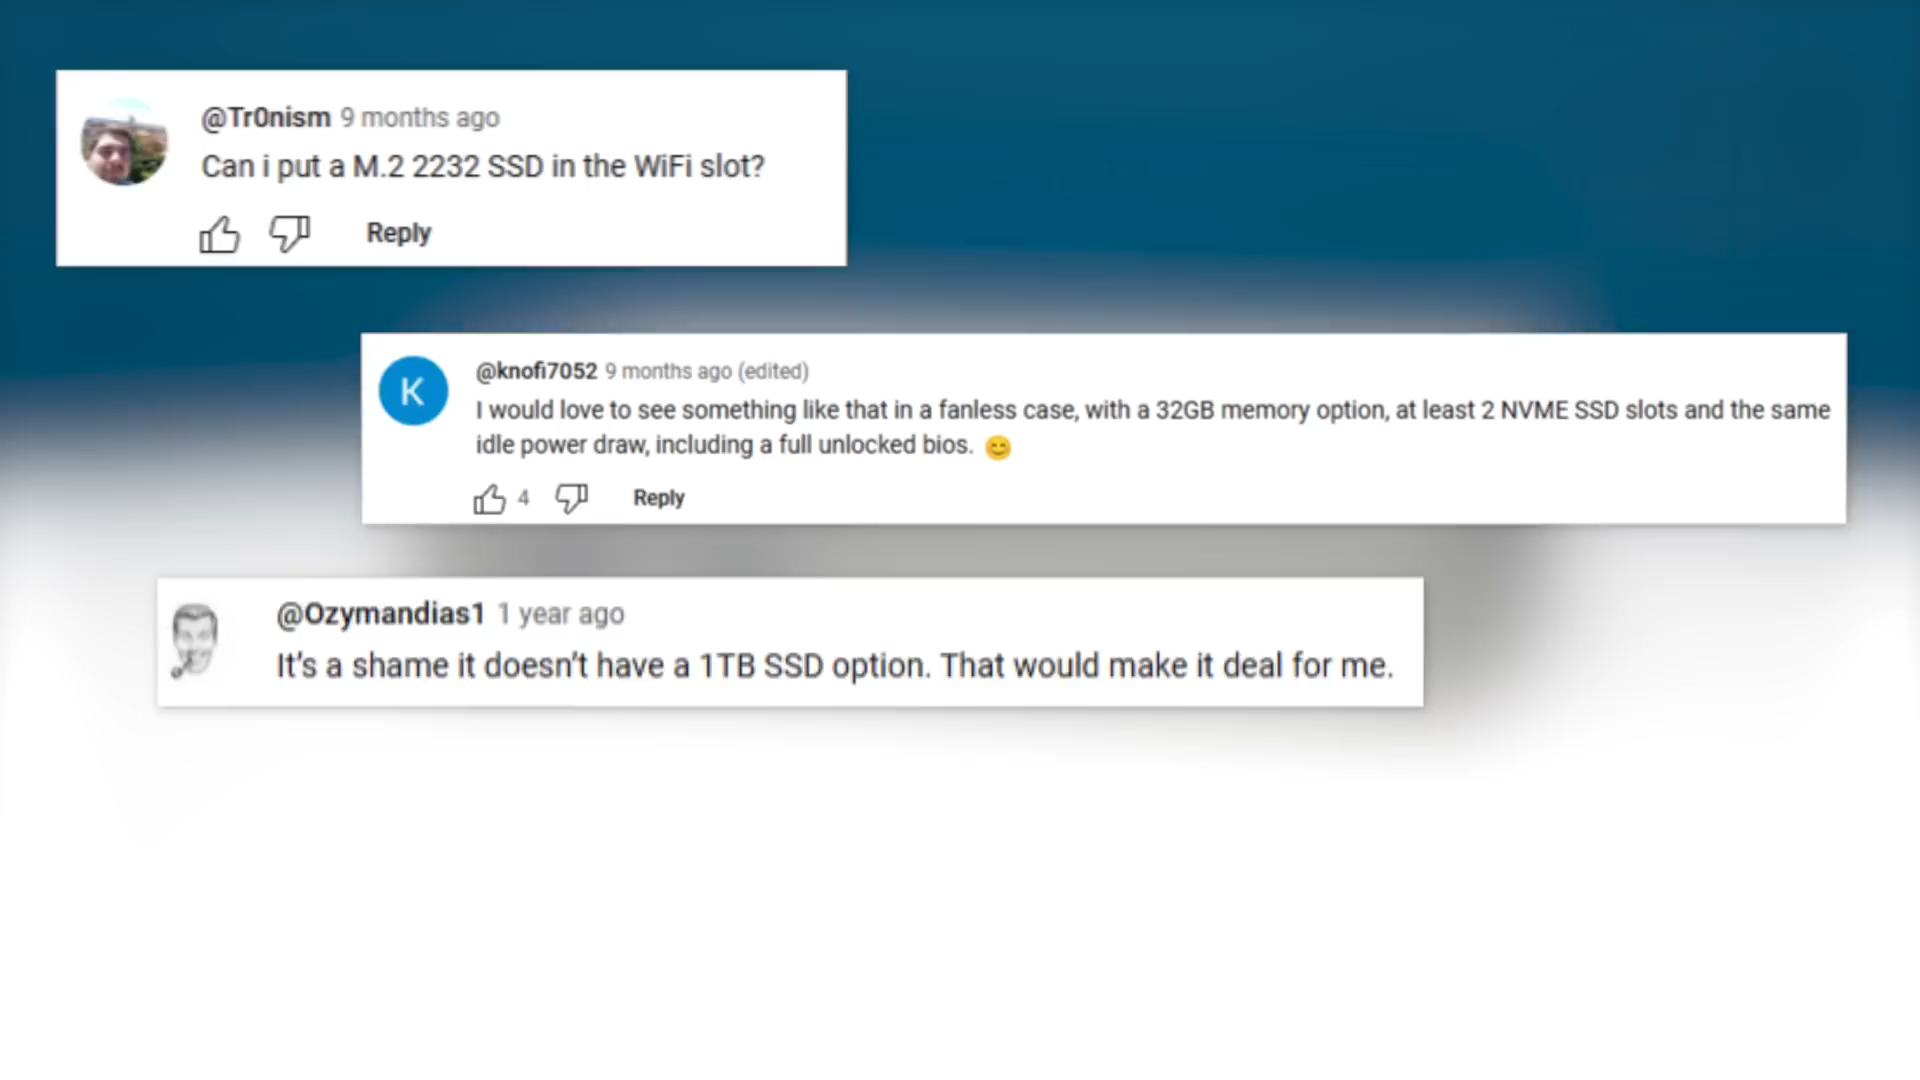 @Tr0nism 9 months ago
Can i put a M.2 2232 SSD in the WiFi slot?
Reply
K
@knofi7052 9 months ago (edited)
I would love to see something like that in a fanless case, with a 32GB memory option, at least 2 NVME SSD slots and the same
idle power draw, including a full unlocked bios. 😊
4 Reply
@Ozymandias1 1 year ago
It's a shame it doesn't have a 1TB SSD option. That would make it deal for me.